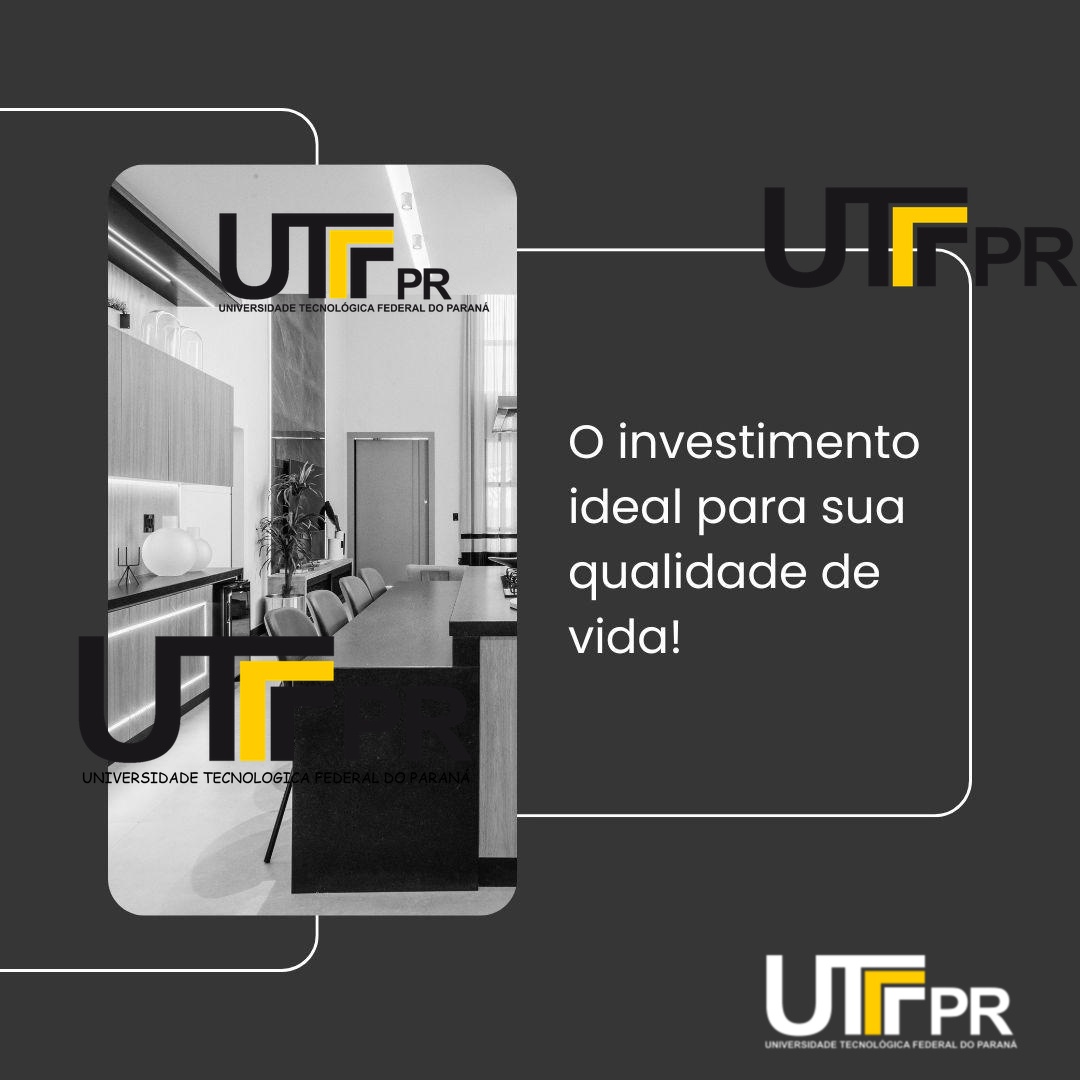 UTFPR
UNIVERSIDADE TECNOLÓGICA FEDERAL DO PARANÁ
UTFPR
O investimento
ideal para sua
qualidade de
vida!
UTFPR
UNIVERSIDADE TECNOLOGICA FEDERAL DO PARANÁ
UTFPR
UNIVERSIDADE TECNOLÓGICA FEDERAL DO PARANÁ